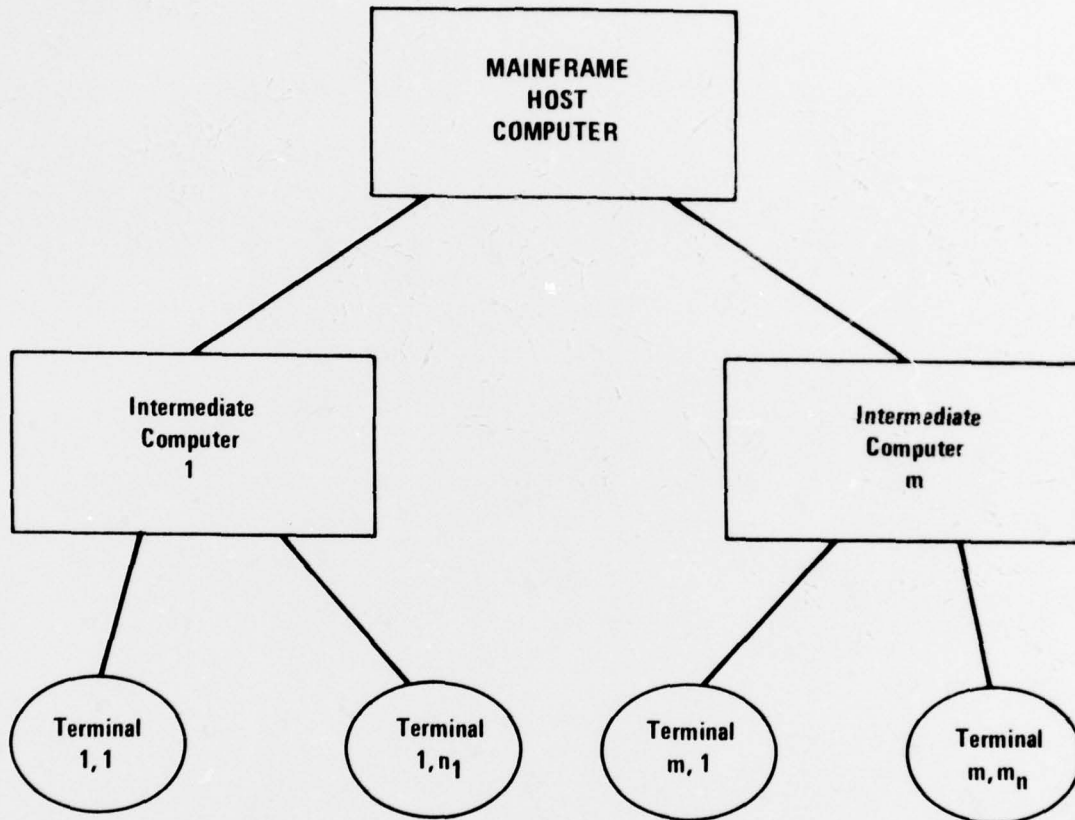 MAINFRAME
HOST
COMPUTER
Intermediate
Computer
1
Intermediate
Computer
m
Terminal
1, 1
Terminal
1, n₁
Terminal
m, 1
Terminal
m, mₙ